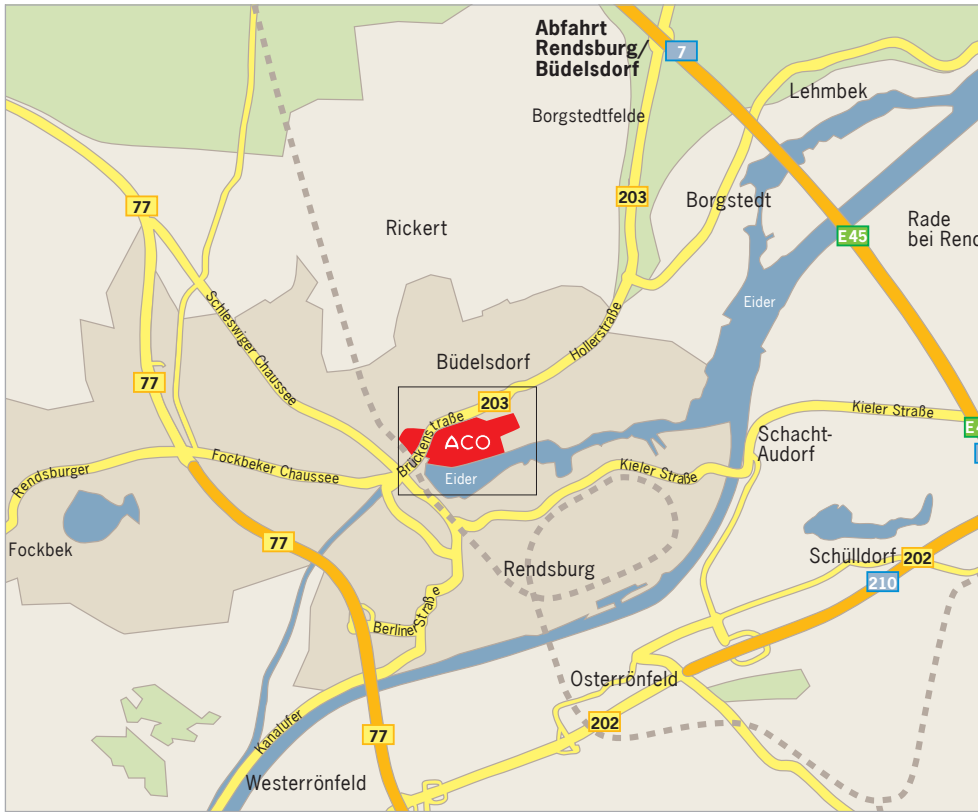 Abfahrt
Rendsburg/
Büdelsdorf
7
Lehmbek
Borgstedtfelde
203
Borgstedt
77
Rickert
E45
Rade
bei Rend
Eider
Schleswiger Chaussee
Hollerstraße
77
Büdelsdorf
203
Brückenstraße
ACO
Kieler Straße
E4
Schacht-
Audorf
Rendsburger
Fockbeker Chaussee
Eider
Kieler Straße
Fockbek
77
Rendsburg
Schülldorf
202
210
Berliner Straße
Osterrönfeld
202
Kanalufer
77
Westerrönfeld